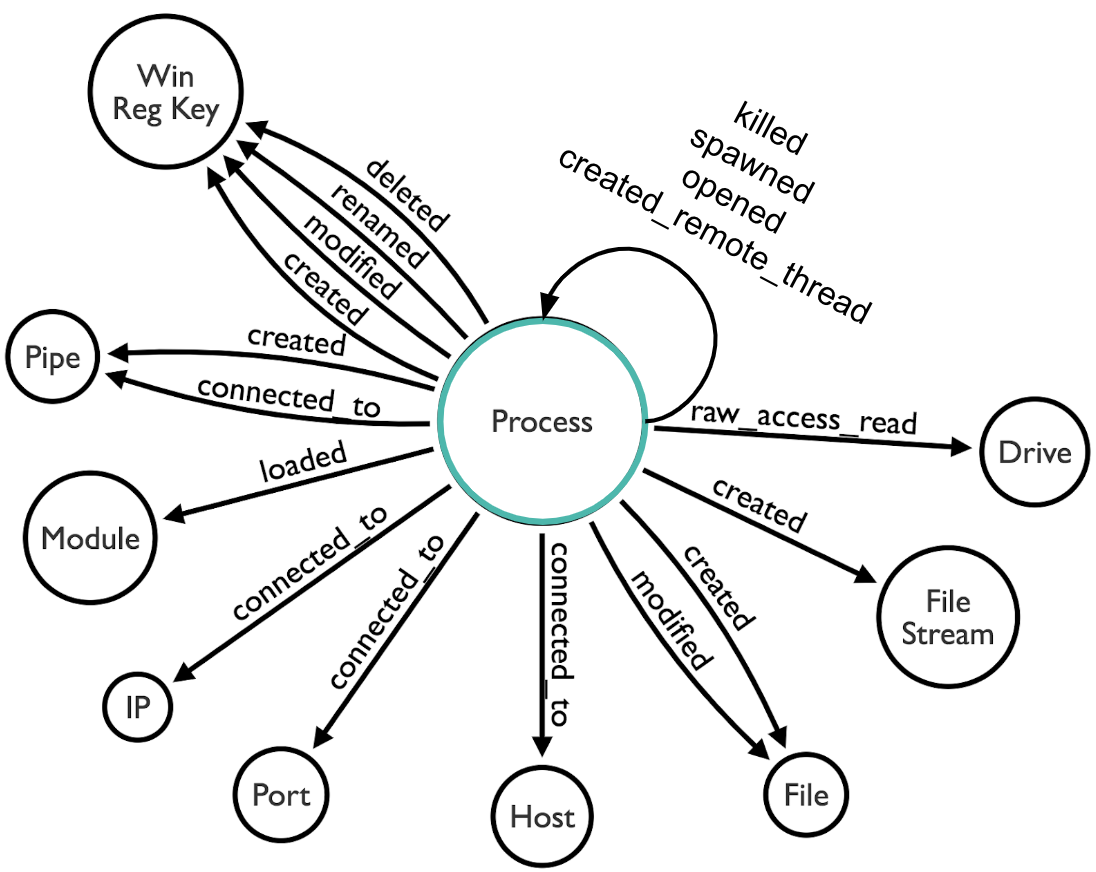 Win
Reg Key
killed
spawned
opened
created_remote_thread
deleted
renamed
modified
created
created
Pipe
connected_to
Process
raw_access_read
Drive
loaded
Module
created
File
Stream
connected_to
connected_to
connected_to
modified
created
IP
Port
Host
File